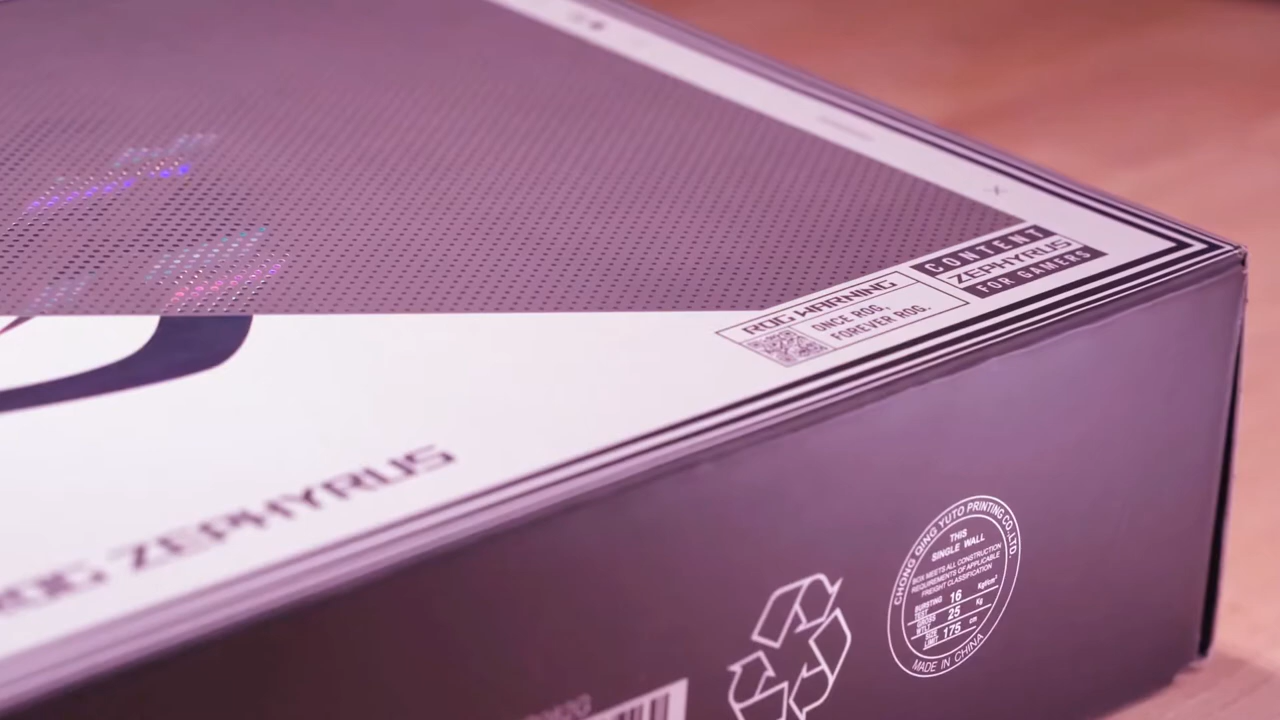 CONTENT
ZEPHYRUS
FOR GAMERS
ROG WARNING
ONCE ROG,
FOREVER ROG.
ROG ZEPHYRUS
CHONG QING YUTO PRINTING CO.,LTD.
THIS
SINGLE WALL
BOX MEETS ALL CONSTRUCTION
REQUIREMENTS OF APPLICABLE
FREIGHT CLASSIFICATION
BURSTING TEST 16 Kgf/cm²
GROSS WT.LT 25 Kg
SIZE LIMIT 175 cm
MADE IN CHINA